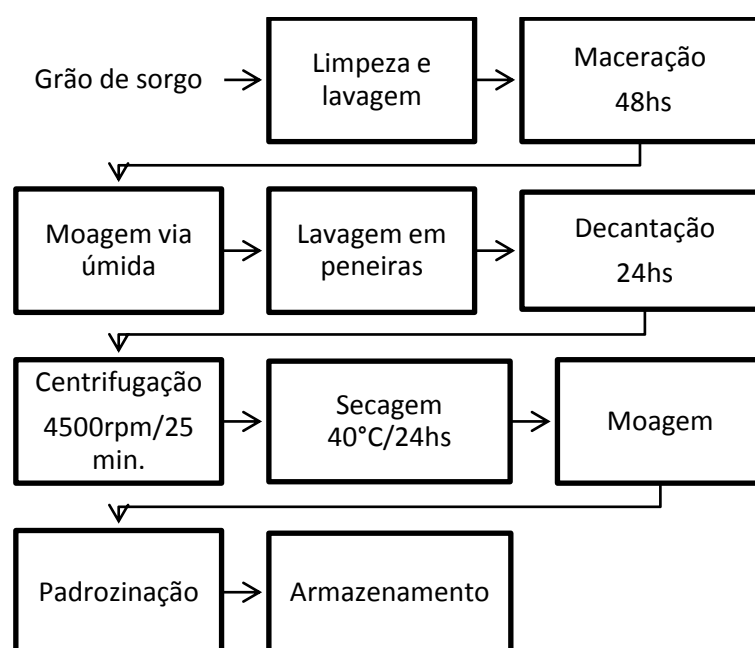 Grão de sorgo
Limpeza e
lavagem
Maceração
48hs
Moagem via
úmida
Lavagem em
peneiras
Decantação
24hs
Centrifugação
4500rpm/25
min.
Secagem
40°C/24hs
Moagem
Padrozinação
Armazenamento